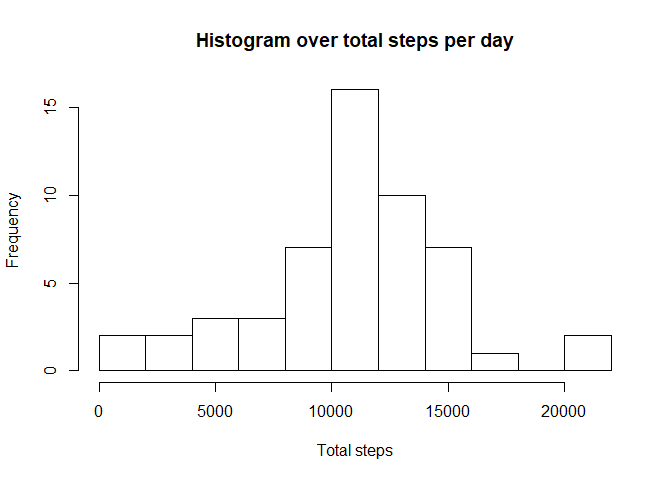 Histogram over total steps per day
Frequency
15
10
5
0
0 5000 10000 15000 20000
Total steps